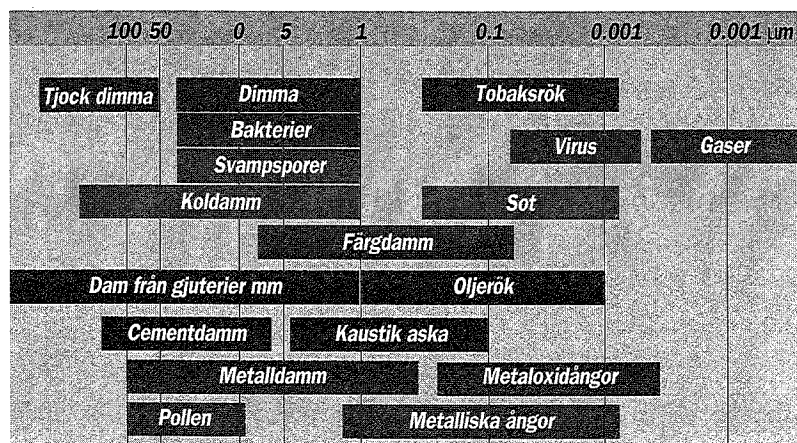 100 50 0 5 1 0.1 0.001 0.001 µm
Tjock dimma Dimma Tobaksrök
Bakterier
Virus Gaser
Svampsporer
Koldamm Sot
Färgdamm
Dam från gjuterier mm Oljerök
Cementdamm Kaustik aska
Metalldamm Metaloxidångor
Pollen Metalliska ångor